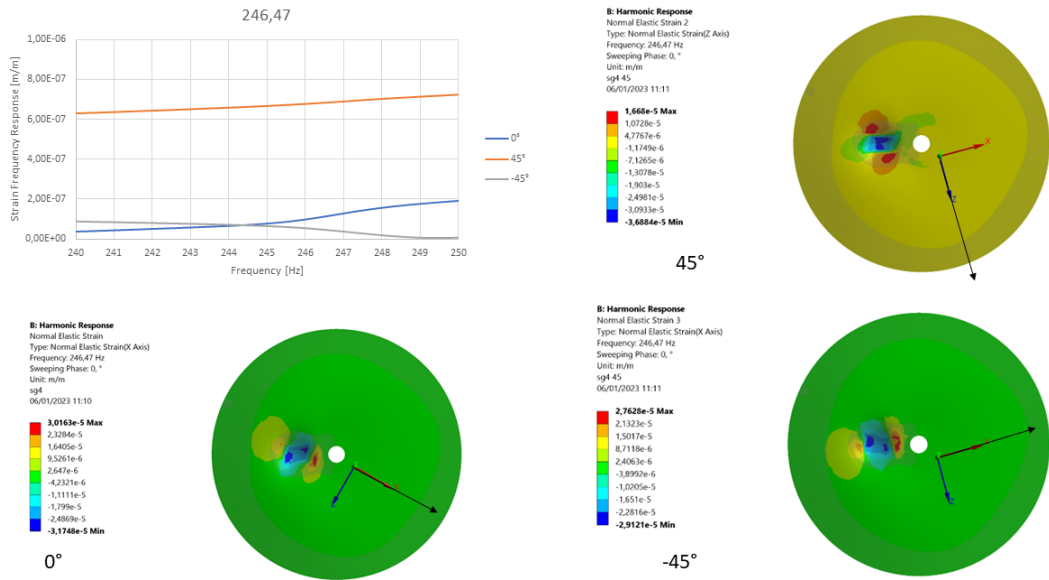 246,47
1,00E-06
8,00E-07
6,00E-07
4,00E-07
2,00E-07
0,00E+00
Strain Frequency Response [m/m]
240 241 242 243 244 245 246 247 248 249 250
Frequency [Hz]
0°
45°
-45°
B: Harmonic Response
Normal Elastic Strain 2
Type: Normal Elastic Strain(Z Axis)
Frequency: 246,47 Hz
Sweeping Phase: 0, °
Unit: m/m
sg4 45
06/01/2023 11:11
1,668e-5 Max
1,0728e-5
4,7767e-6
-1,1749e-6
-7,1265e-6
-1,3078e-5
-1,903e-5
-2,4981e-5
-3,0933e-5
-3,6884e-5 Min
X
Z
45°
B: Harmonic Response
Normal Elastic Strain
Type: Normal Elastic Strain(X Axis)
Frequency: 246,47 Hz
Sweeping Phase: 0, °
Unit: m/m
sg4
06/01/2023 11:10
3,0163e-5 Max
2,3284e-5
1,6405e-5
9,5261e-6
2,647e-6
-4,2321e-6
-1,1111e-5
-1,799e-5
-2,4869e-5
-3,1748e-5 Min
X
Z
0°
B: Harmonic Response
Normal Elastic Strain 3
Type: Normal Elastic Strain(X Axis)
Frequency: 246,47 Hz
Sweeping Phase: 0, °
Unit: m/m
sg4 45
06/01/2023 11:11
2,7628e-5 Max
2,1323e-5
1,5017e-5
8,7118e-6
2,4063e-6
-3,8992e-6
-1,0205e-5
-1,651e-5
-2,2816e-5
-2,9121e-5 Min
Z
-45°